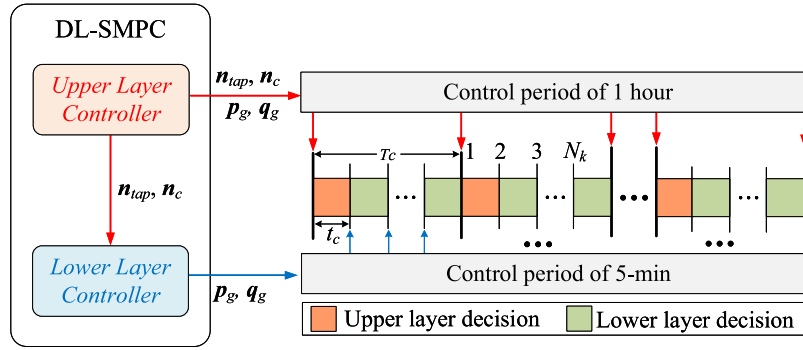 DL-SMPC
Upper Layer
Controller
n_tap, n_c
p_g, q_g
Control period of 1 hour
T_c
1 2 3 N_k
...
...
...
n_tap, n_c
t_c
...
...
...
Lower Layer
Controller
p_g, q_g
Control period of 5-min
Upper layer decision
Lower layer decision